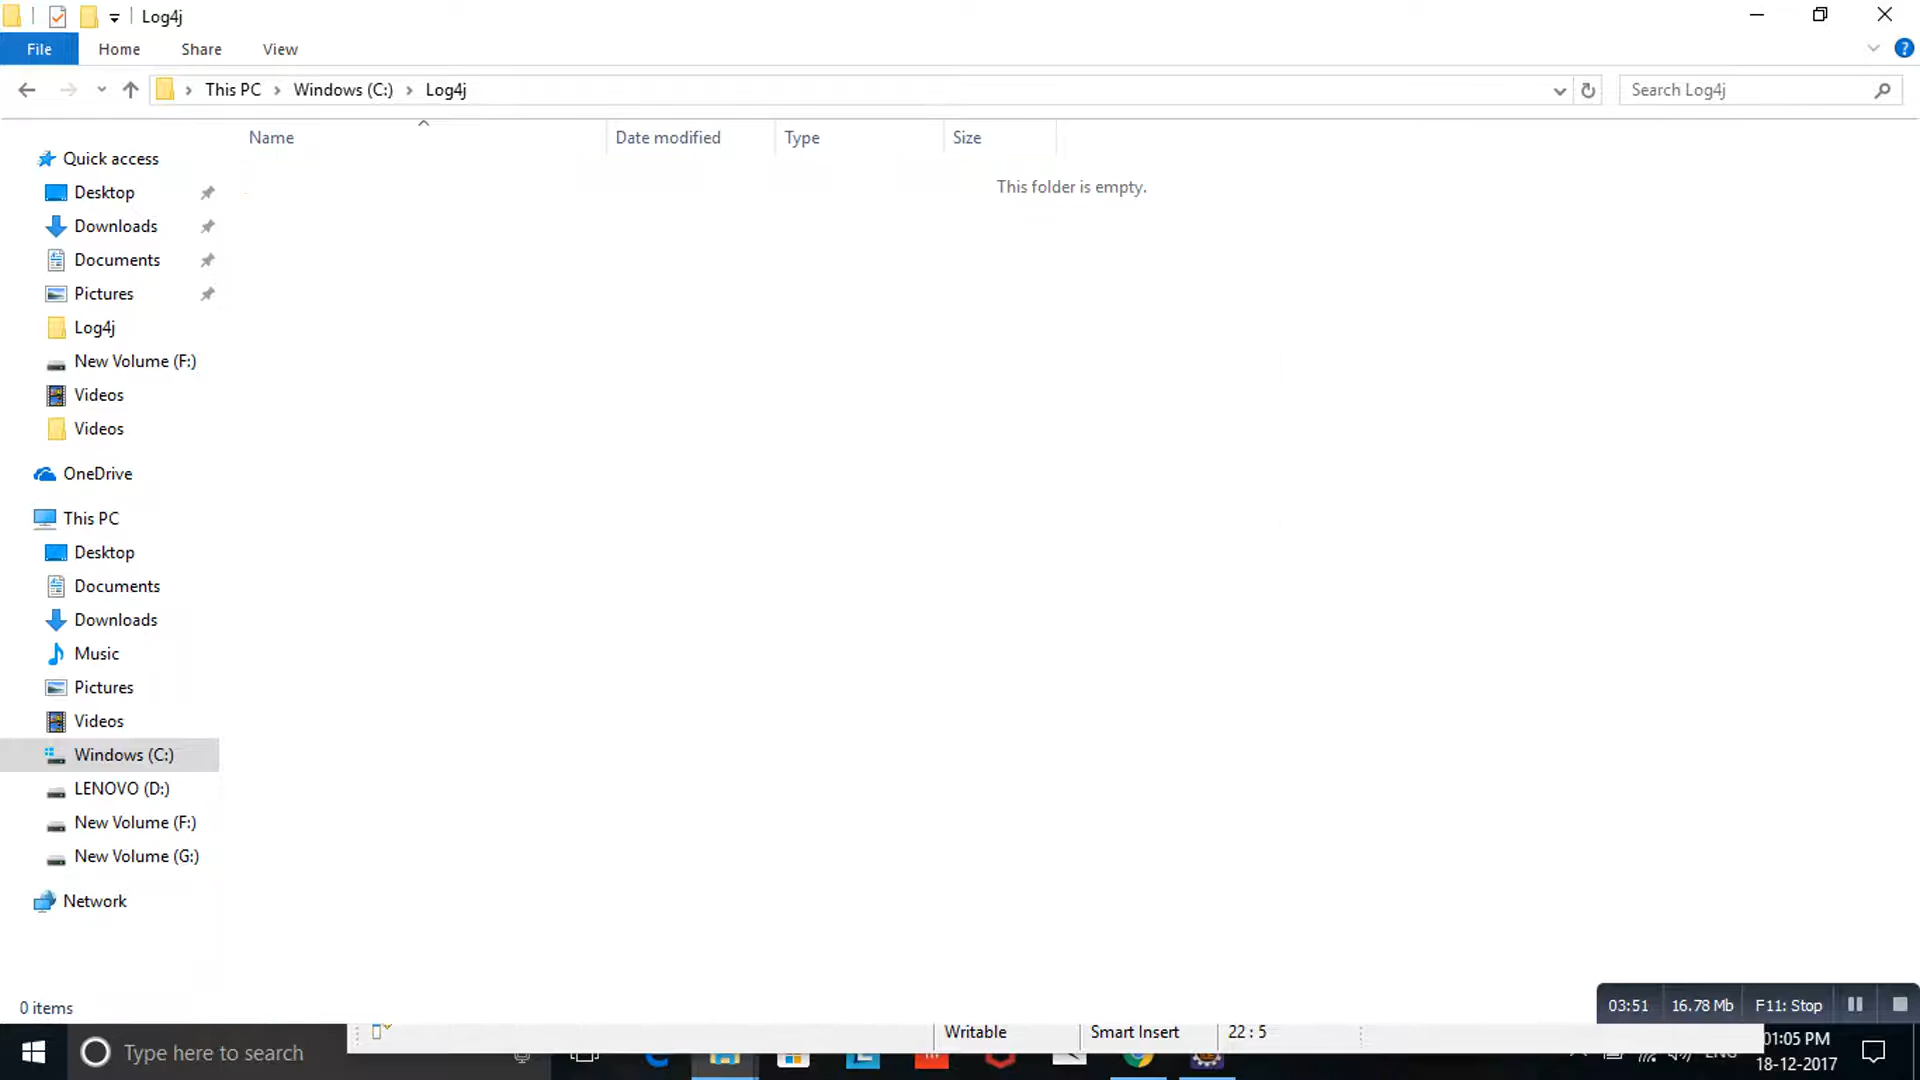 Log4j
File Home Share View
This PC Windows (C:) Log4j Search Log4j
Name Date modified Type Size
This folder is empty.
Quick access
Desktop
Downloads
Documents
Pictures
Log4j
New Volume (F:)
Videos
Videos
OneDrive
This PC
Desktop
Documents
Downloads
Music
Pictures
Videos
Windows (C:)
LENOVO (D:)
New Volume (F:)
New Volume (G:)
Network
0 items
03:51 16.78 Mb F11: Stop
Writable Smart Insert 22 : 5
Type here to search
01:05 PM
18-12-2017